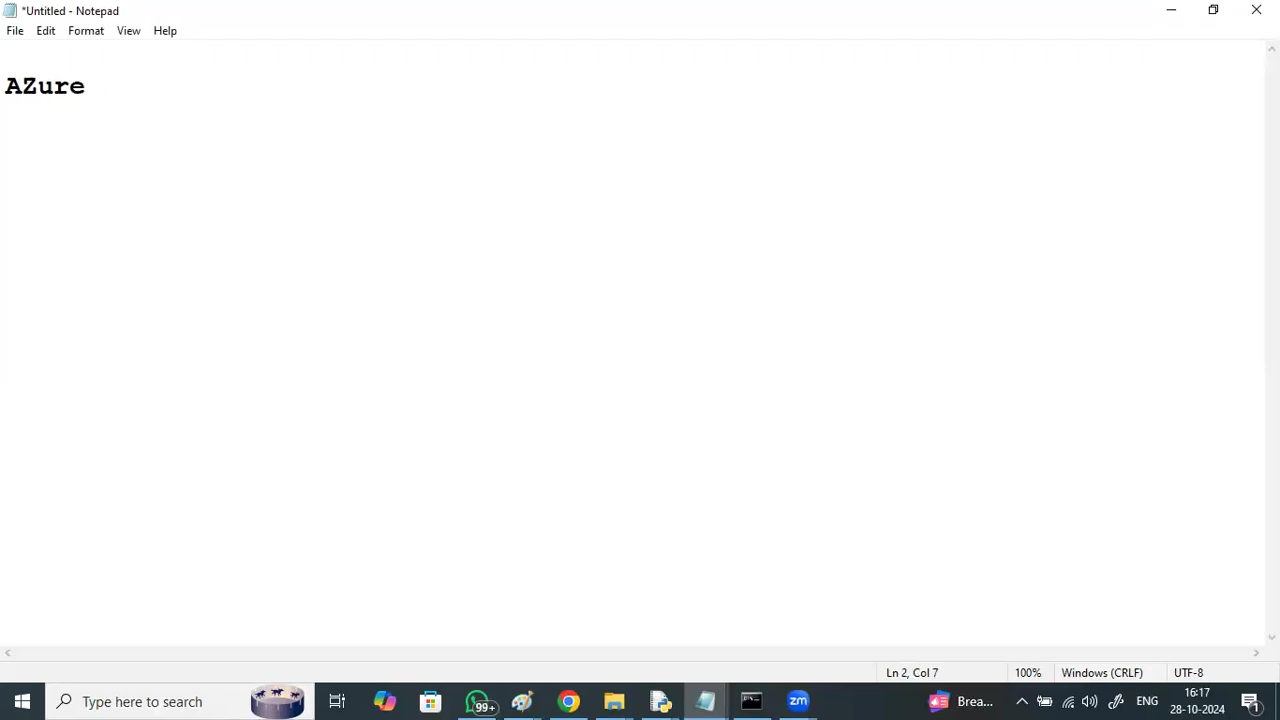 *Untitled - Notepad
File Edit Format View Help
AZure
Ln 2, Col 7 100% Windows (CRLF) UTF-8
Type here to search 99+ zm Brea... ENG 16:17
28-10-2024 1